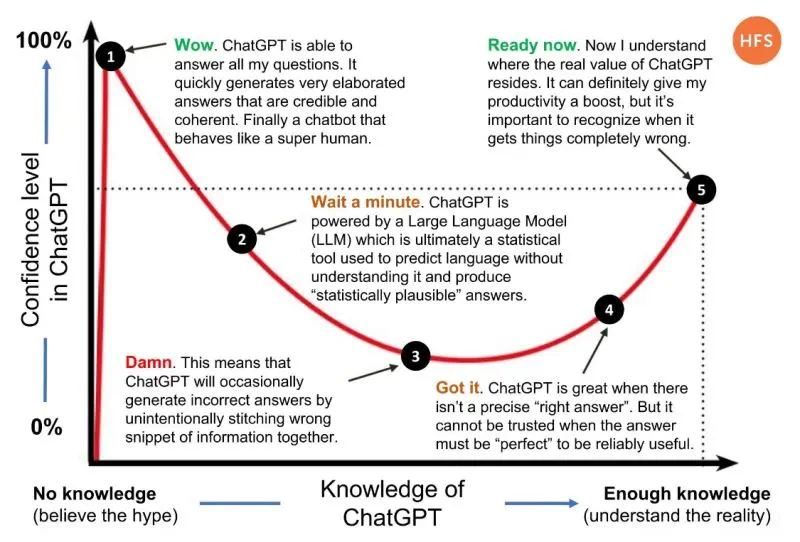 HFS
100%
Confidence level
in ChatGPT
0%
1
Wow. ChatGPT is able to
answer all my questions. It
quickly generates very elaborated
answers that are credible and
coherent. Finally a chatbot that
behaves like a super human.
2
Wait a minute. ChatGPT is
powered by a Large Language Model
(LLM) which is ultimately a statistical
tool used to predict language without
understanding it and produce
“statistically plausible” answers.
3
Damn. This means that
ChatGPT will occasionally
generate incorrect answers by
unintentionally stitching wrong
snippet of information together.
4
Got it. ChatGPT is great when there
isn’t a precise “right answer”. But it
cannot be trusted when the answer
must be “perfect” to be reliably useful.
5
Ready now. Now I understand
where the real value of ChatGPT
resides. It can definitely give my
productivity a boost, but it’s
important to recognize when it
gets things completely wrong.
No knowledge
(believe the hype)
Knowledge of
ChatGPT
Enough knowledge
(understand the reality)